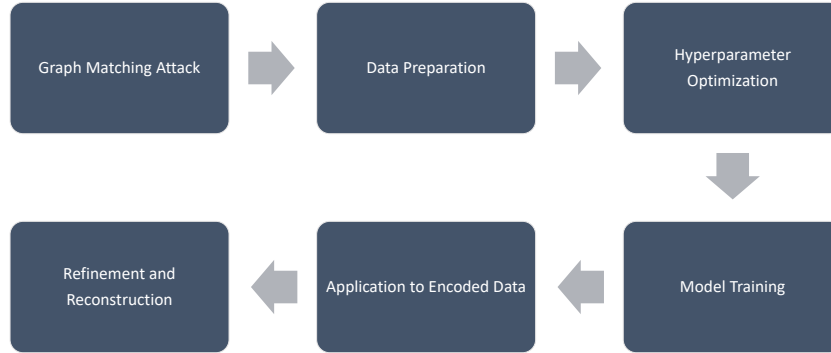 Graph Matching Attack
Data Preparation
Hyperparameter
Optimization
Model Training
Application to Encoded Data
Refinement and
Reconstruction